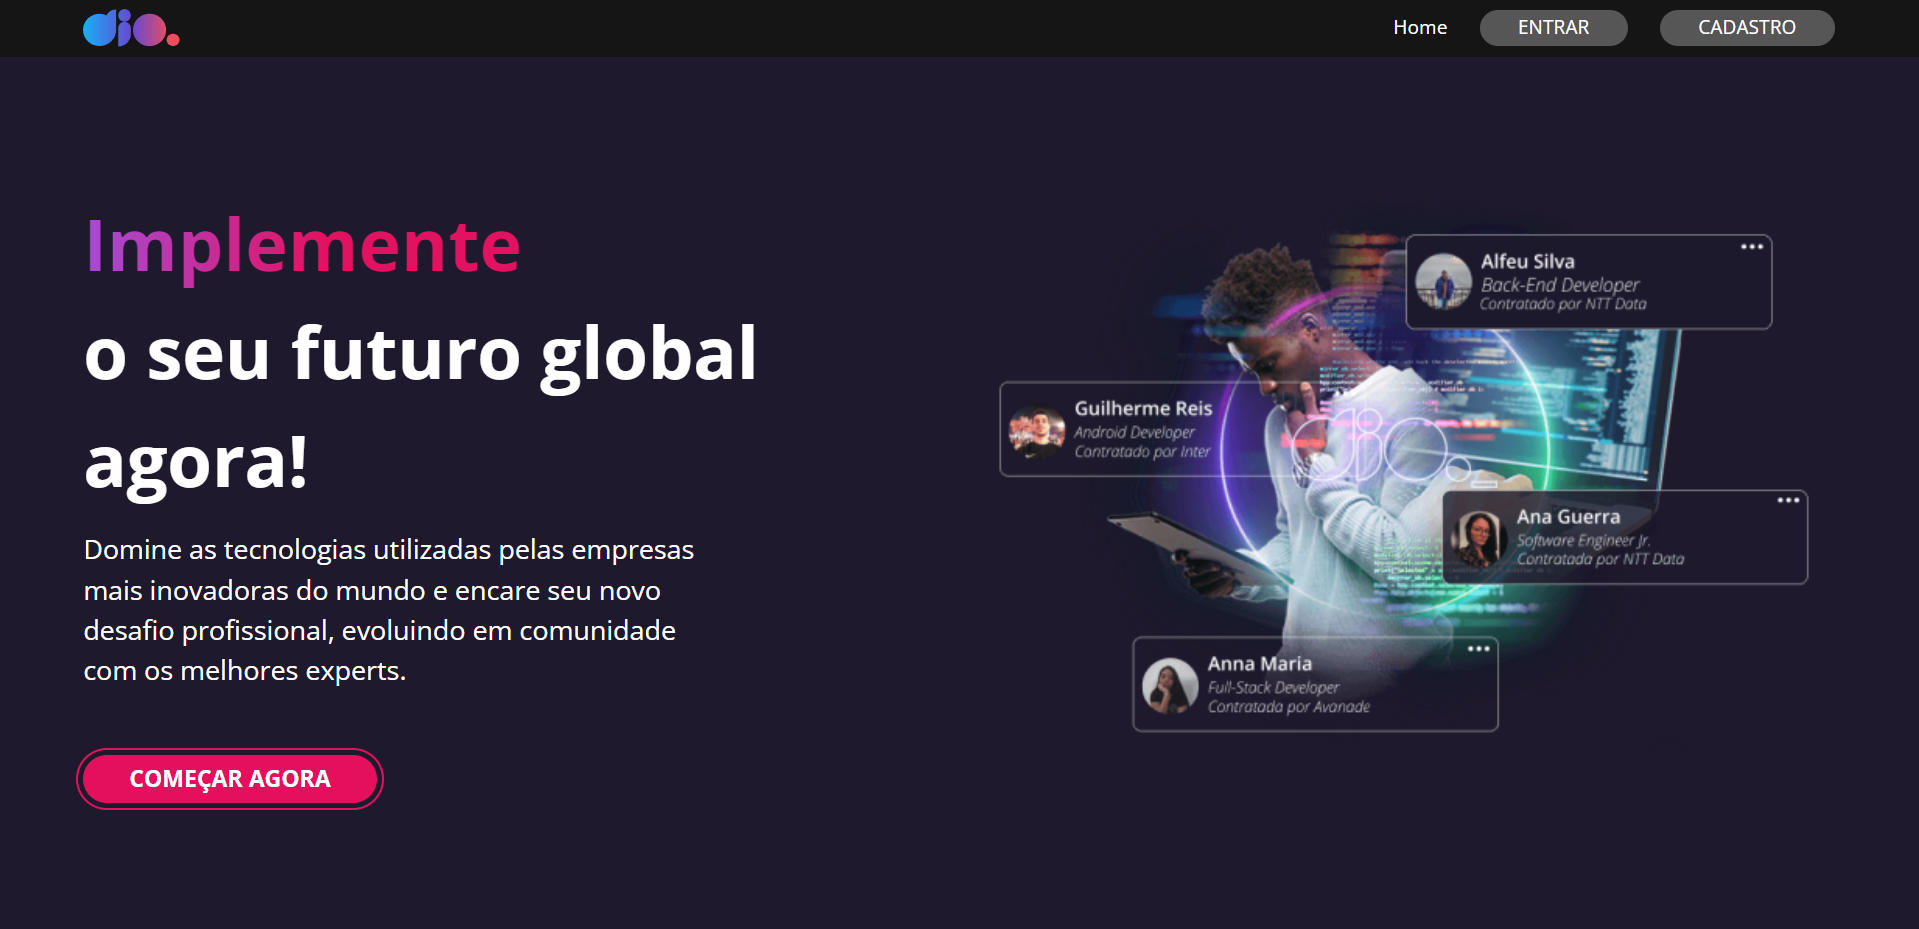 dio.
Home
ENTRAR
CADASTRO
Implemente
o seu futuro global
agora!
Domine as tecnologias utilizadas pelas empresas
mais inovadoras do mundo e encare seu novo
desafio profissional, evoluindo em comunidade
com os melhores experts.
COMEÇAR AGORA
Alfeu Silva
Back-End Developer
Contratado por NTT Data
Guilherme Reis
Android Developer
Contratado por Inter
dio._
Ana Guerra
Software Engineer Jr.
Contratada por NTT Data
Anna Maria
Full-Stack Developer
Contratada por Avanade